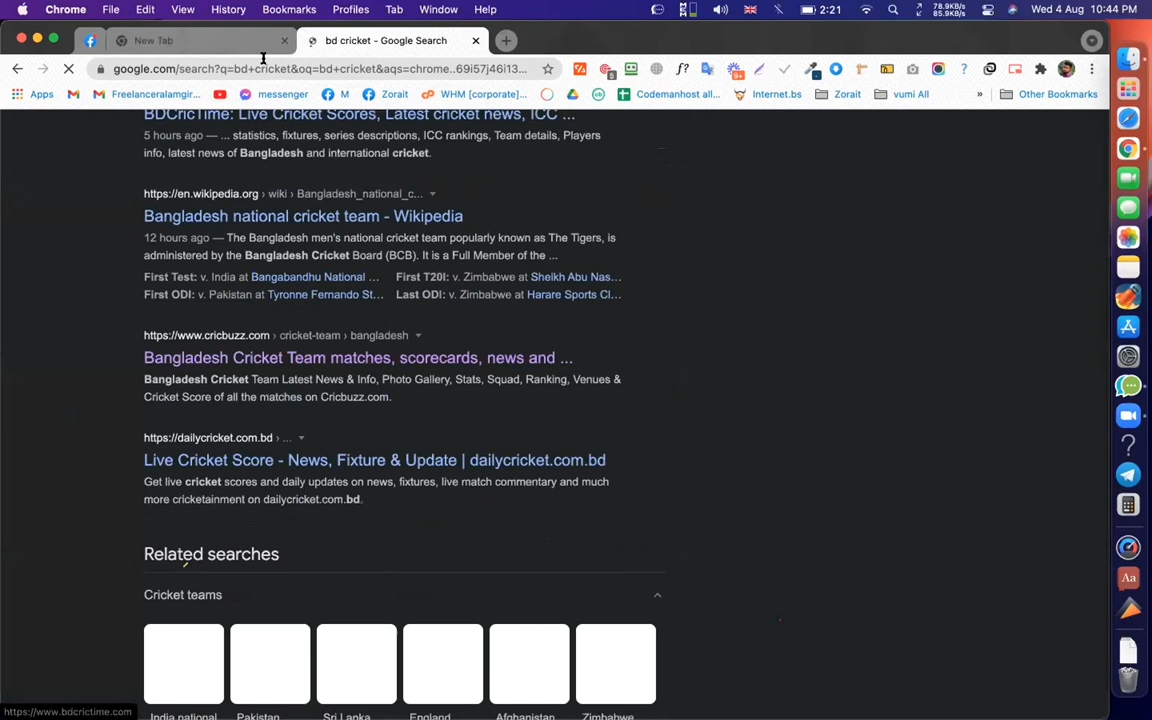 Chrome File Edit View History Bookmarks Profiles Tab Window Help 2:21 78.9KB/s 85.9KB/s Wed 4 Aug 10:44 PM
New Tab bd cricket - Google Search
google.com/search?q=bd+cricket&oq=bd+cricket&aqs=chrome..69i57j46i13...
Apps Freelanceralamgir... messenger M Zorait WHM [corporate]... Codemanhost all... Internet.bs Zorait vumi All » Other Bookmarks
BDCricTime: Live Cricket Scores, Latest cricket news, ICC ...
5 hours ago — ... statistics, fixtures, series descriptions, ICC rankings, Team details, Players
info, latest news of Bangladesh and international cricket.
https://en.wikipedia.org › wiki › Bangladesh_national_c...
Bangladesh national cricket team - Wikipedia
12 hours ago — The Bangladesh men's national cricket team popularly known as The Tigers, is
administered by the Bangladesh Cricket Board (BCB). It is a Full Member of the ...
First Test: v. India at Bangabandhu National ... First T20I: v. Zimbabwe at Sheikh Abu Nas...
First ODI: v. Pakistan at Tyronne Fernando St... Last ODI: v. Zimbabwe at Harare Sports Cl...
https://www.cricbuzz.com › cricket-team › bangladesh
Bangladesh Cricket Team matches, scorecards, news and ...
Bangladesh Cricket Team Latest News & Info, Photo Gallery, Stats, Squad, Ranking, Venues &
Cricket Score of all the matches on Cricbuzz.com.
https://dailycricket.com.bd › ...
Live Cricket Score - News, Fixture & Update | dailycricket.com.bd
Get live cricket scores and daily updates on news, fixtures, live match commentary and much
more cricketainment on dailycricket.com.bd.
Related searches
Cricket teams
India national Pakistan Sri Lanka England Afghanistan Zimbabwe
https://www.bdcrictime.com